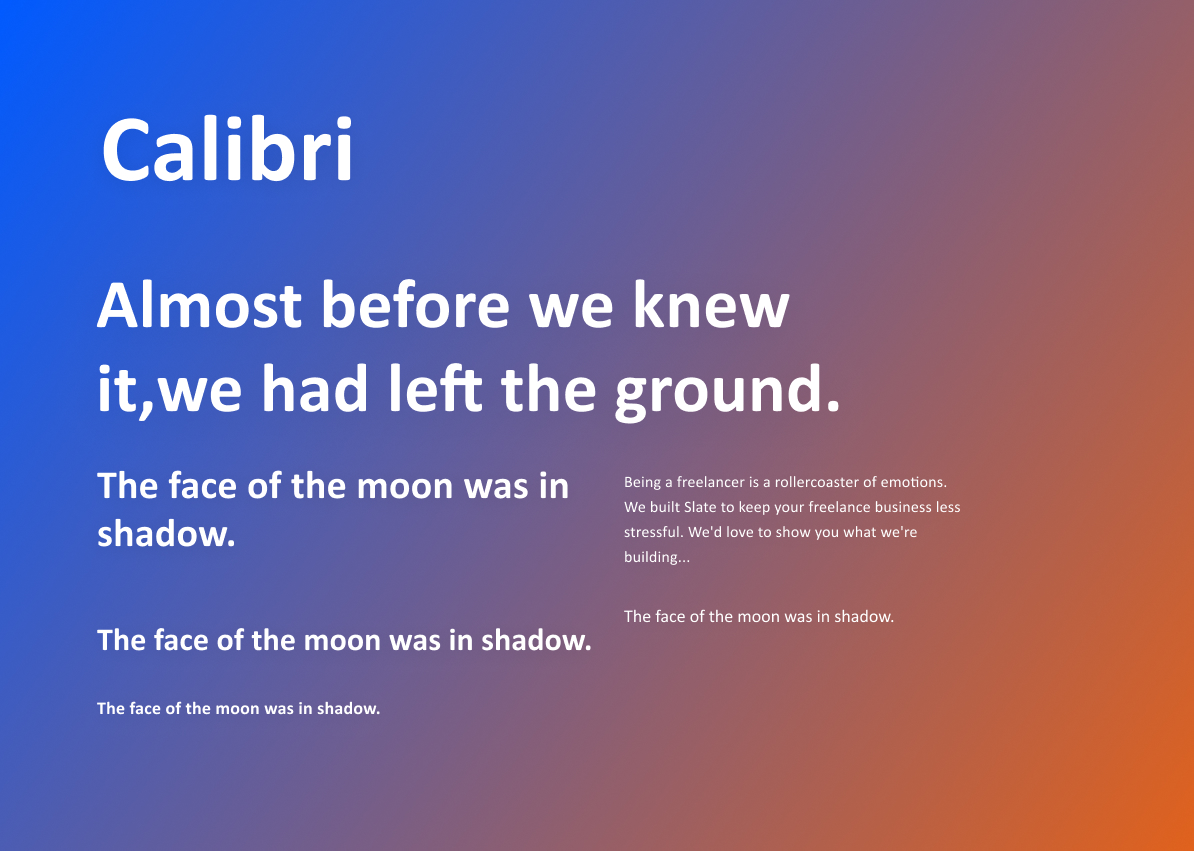 Calibri
Almost before we knew
it,we had left the ground.
The face of the moon was in
shadow.
The face of the moon was in shadow.
The face of the moon was in shadow.
Being a freelancer is a rollercoaster of emotions.
We built Slate to keep your freelance business less
stressful. We'd love to show you what we're
building...
The face of the moon was in shadow.